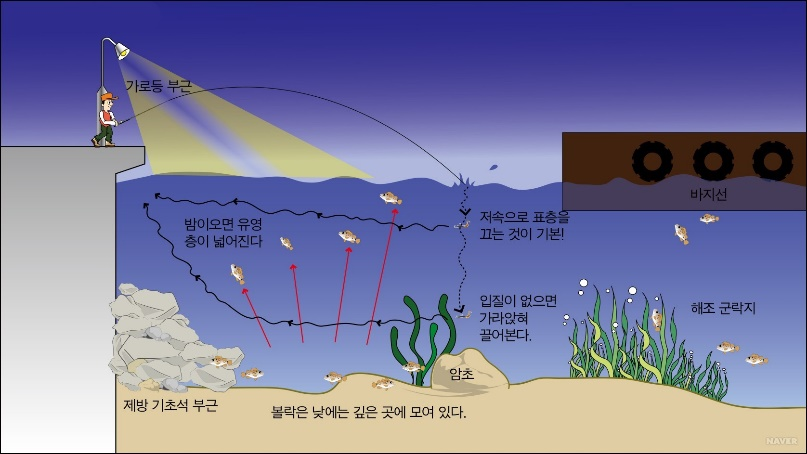 가로등 부근
바지선
밤이오면 유영
층이 넓어진다
저속으로 표층을
끄는 것이 기본!
입질이 없으면
가라앉혀
끌어본다.
해조 군락지
암초
제방 기초석 부근
볼락은 낮에는 깊은 곳에 모여 있다.
NAVER